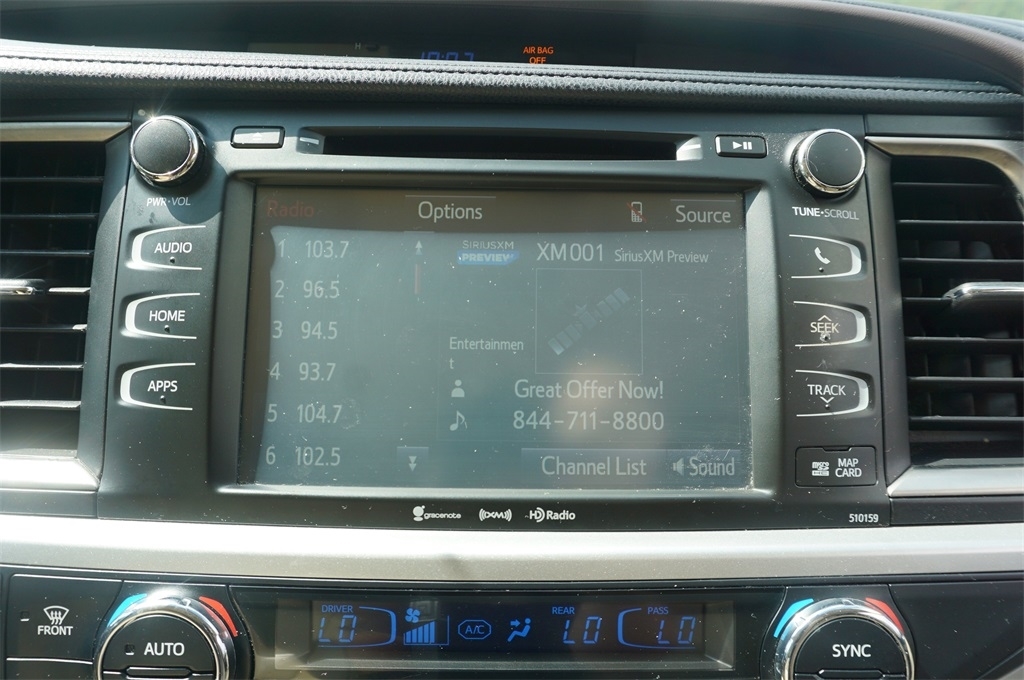 H
AIR BAG
OFF
PWR•VOL
AUDIO
HOME
APPS
Radio
Options
Source
1 103.7
2 96.5
3 94.5
4 93.7
5 104.7
6 102.5
SIRIUSXM
PREVIEW
XM001 SiriusXM Preview
Entertainmen
t
Great Offer Now!
844-711-8800
Channel List
Sound
TUNE•SCROLL
SEEK
TRACK
MAP
CARD
gracenote
((XM))
HD Radio
510159
FRONT
AUTO
DRIVER
LO
A/C
REAR
LO
PASS
LO
SYNC